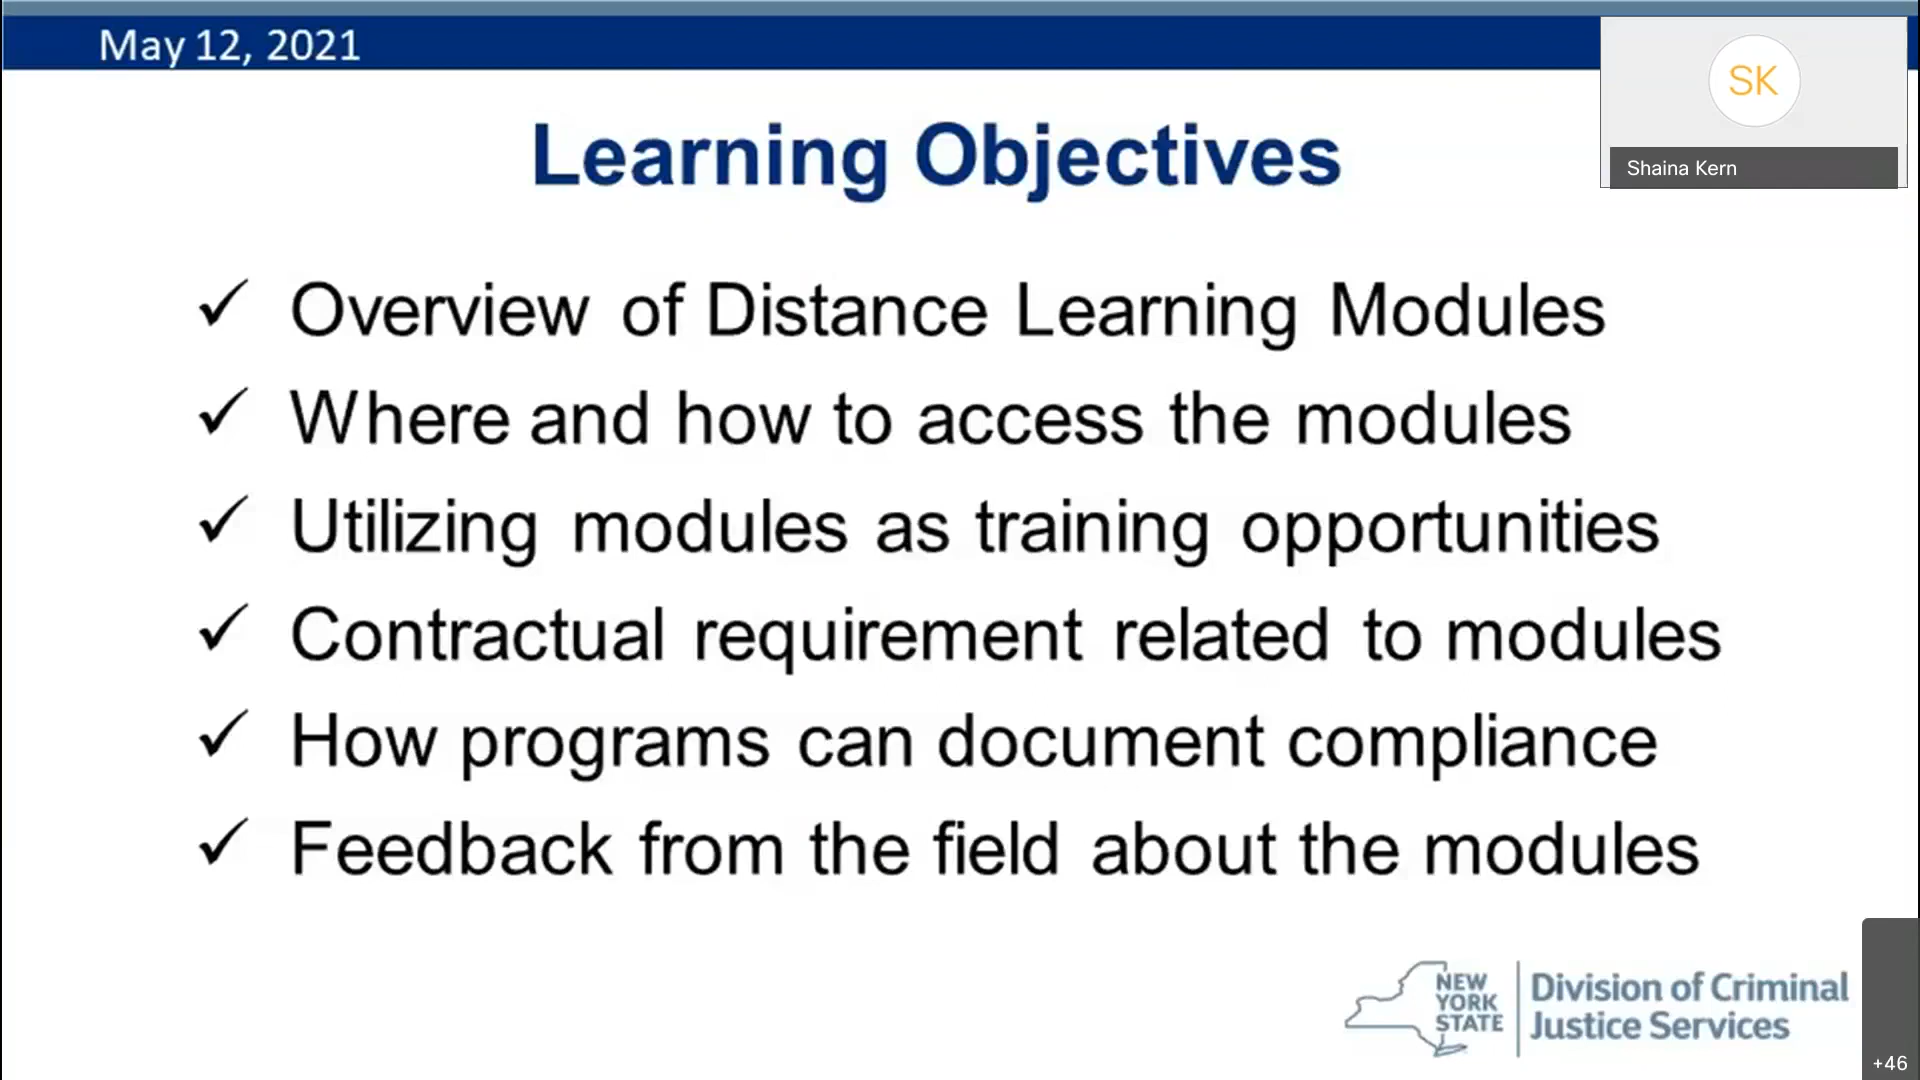 May 12, 2021
SK
Shaina Kern
Learning Objectives
✓ Overview of Distance Learning Modules
✓ Where and how to access the modules
✓ Utilizing modules as training opportunities
✓ Contractual requirement related to modules
✓ How programs can document compliance
✓ Feedback from the field about the modules
NEW
YORK
STATE
Division of Criminal
Justice Services
+46